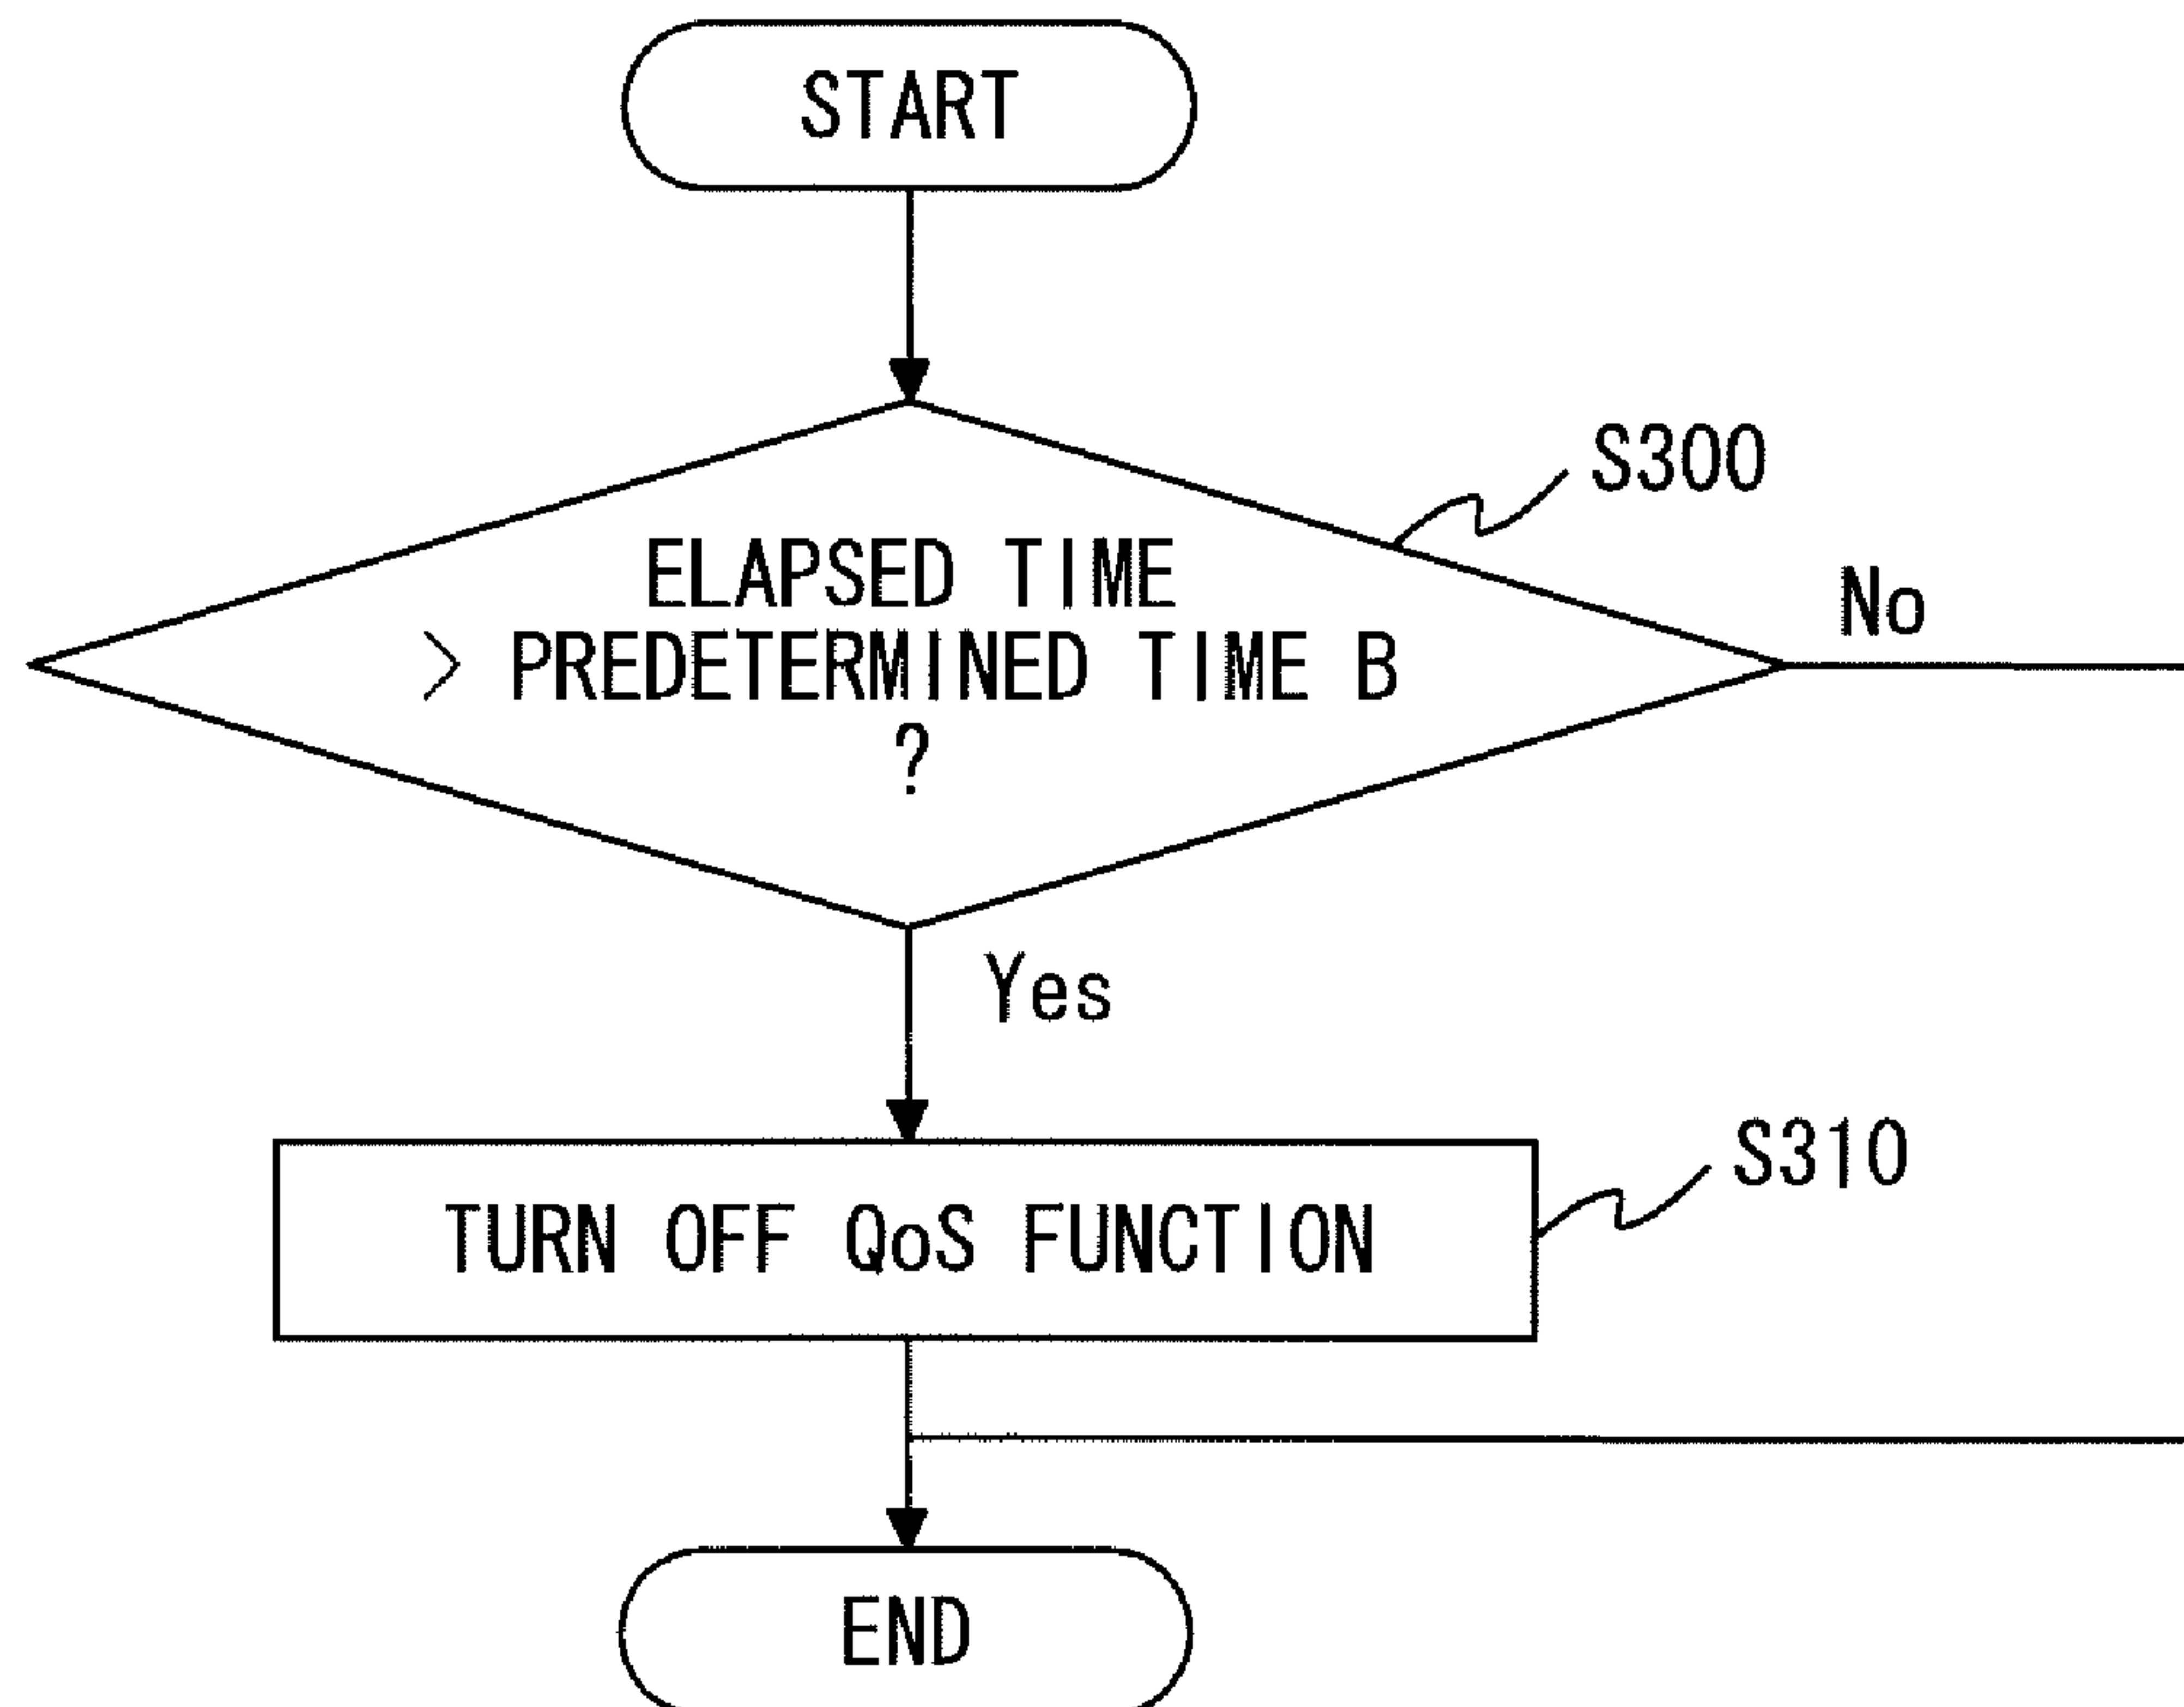 START
S300
ELAPSED TIME
> PREDETERMINED TIME B
?
No
Yes
S310
TURN OFF QoS FUNCTION
END